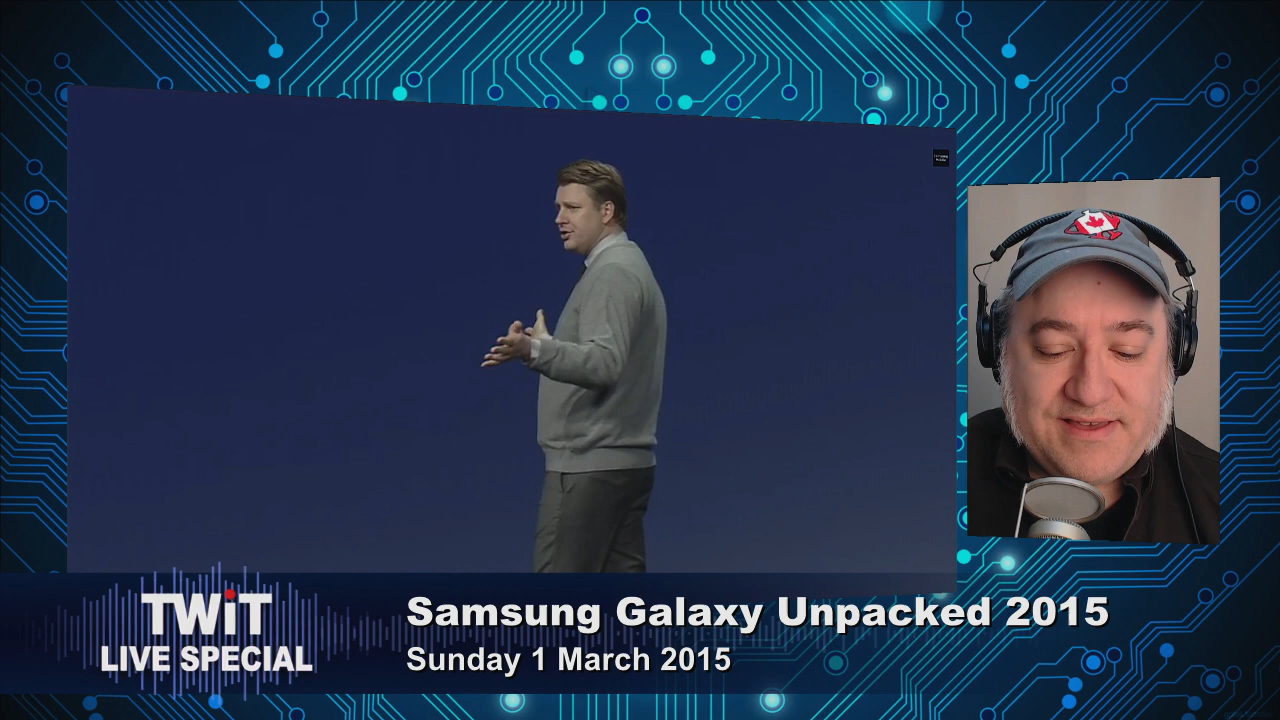 TWiT
LIVE SPECIAL
Samsung Galaxy Unpacked 2015
Sunday 1 March 2015